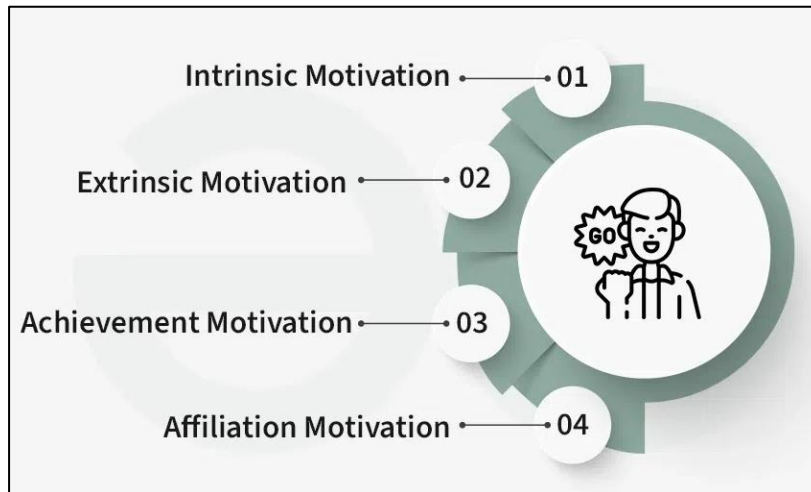 Intrinsic Motivation 01
Extrinsic Motivation 02
GO
Achievement Motivation 03
Affiliation Motivation 04